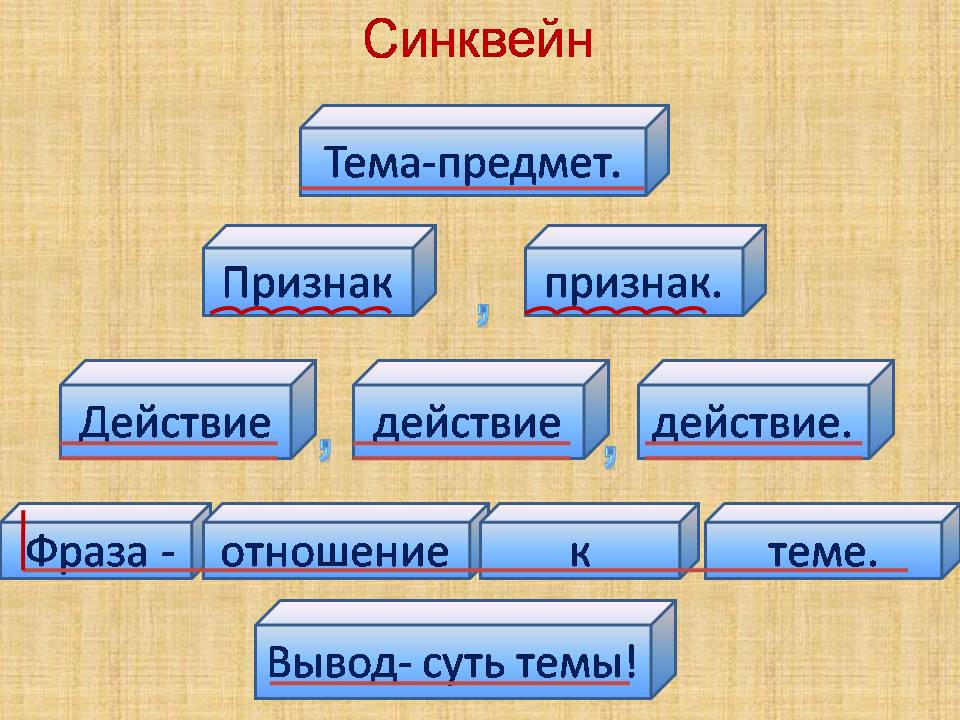 Синквейн
Тема-предмет.
Признак , признак.
Действие , действие , действие.
Фраза - отношение к теме.
Вывод- суть темы!